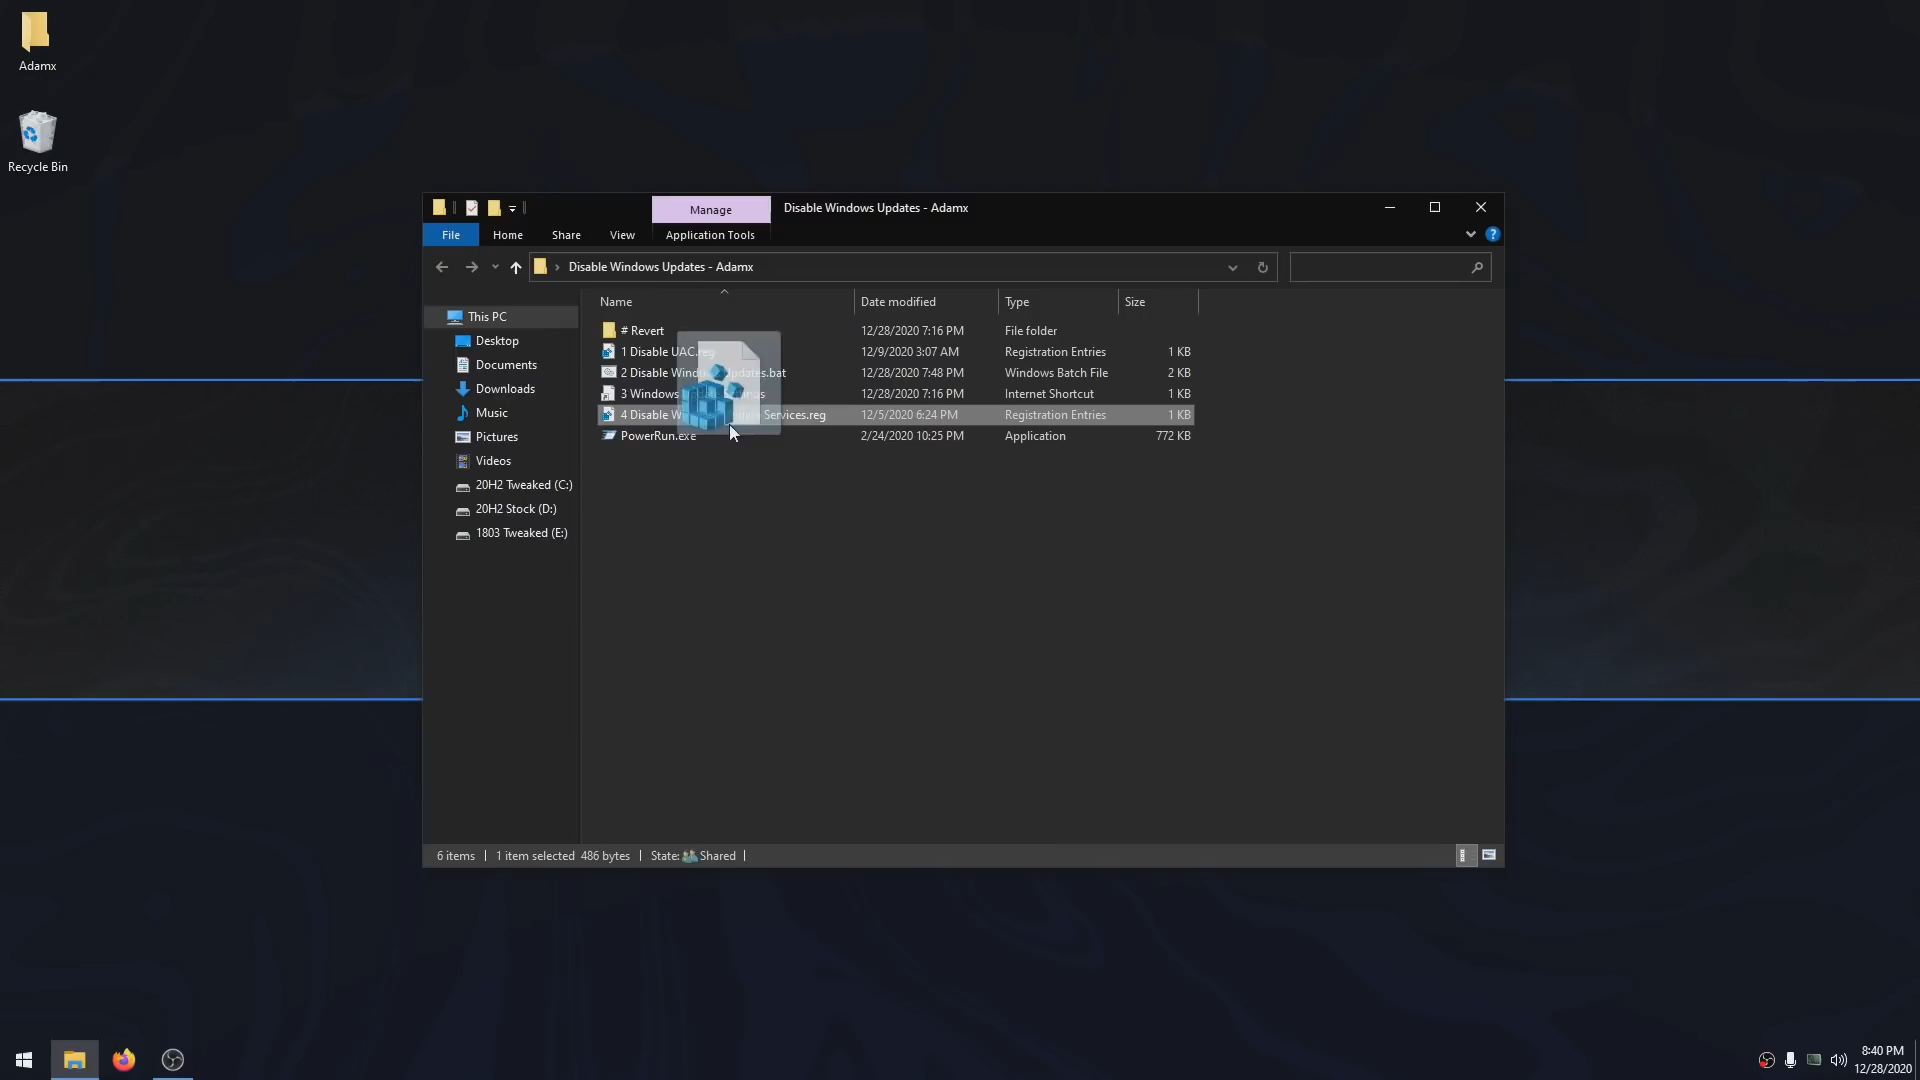 Adamx
Recycle Bin
Manage
Disable Windows Updates - Adamx
File
Home
Share
View
Application Tools
Disable Windows Updates - Adamx
Name
Date modified
Type
Size
This PC
Desktop
Documents
Downloads
Music
Pictures
Videos
20H2 Tweaked (C:)
20H2 Stock (D:)
1803 Tweaked (E:)
# Revert 12/28/2020 7:16 PM File folder
1 Disable UAC.reg 12/9/2020 3:07 AM Registration Entries 1 KB
2 Disable Windows Updates.bat 12/28/2020 7:48 PM Windows Batch File 2 KB
3 Windows 12/28/2020 7:16 PM Internet Shortcut 1 KB
4 Disable Services.reg 12/5/2020 6:24 PM Registration Entries 1 KB
PowerRun.exe 2/24/2020 10:25 PM Application 772 KB
6 items
1 item selected 486 bytes
State: Shared
8:40 PM
12/28/2020